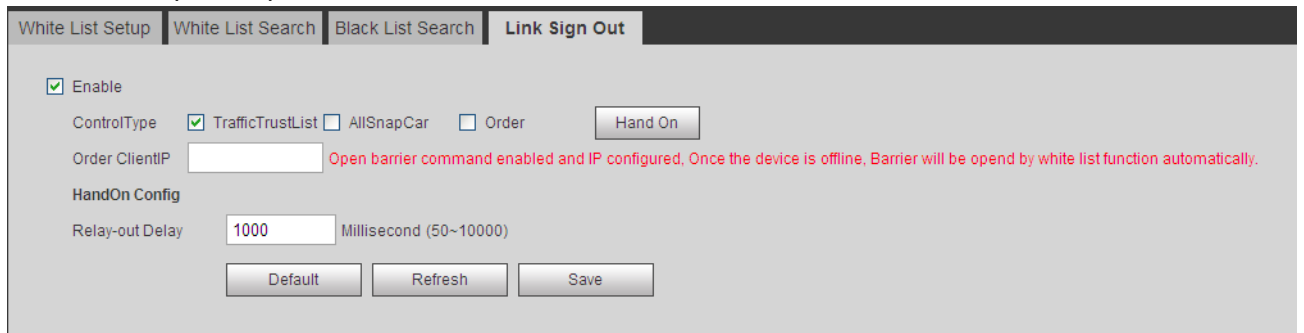 White List Setup White List Search Black List Search Link Sign Out
Enable
ControlType TrafficTrustList AllSnapCar Order Hand On
Order ClientIP Open barrier command enabled and IP configured, Once the device is offline, Barrier will be opend by white list function automatically.
HandOn Config
Relay-out Delay 1000 Millisecond (50~10000)
Default Refresh Save